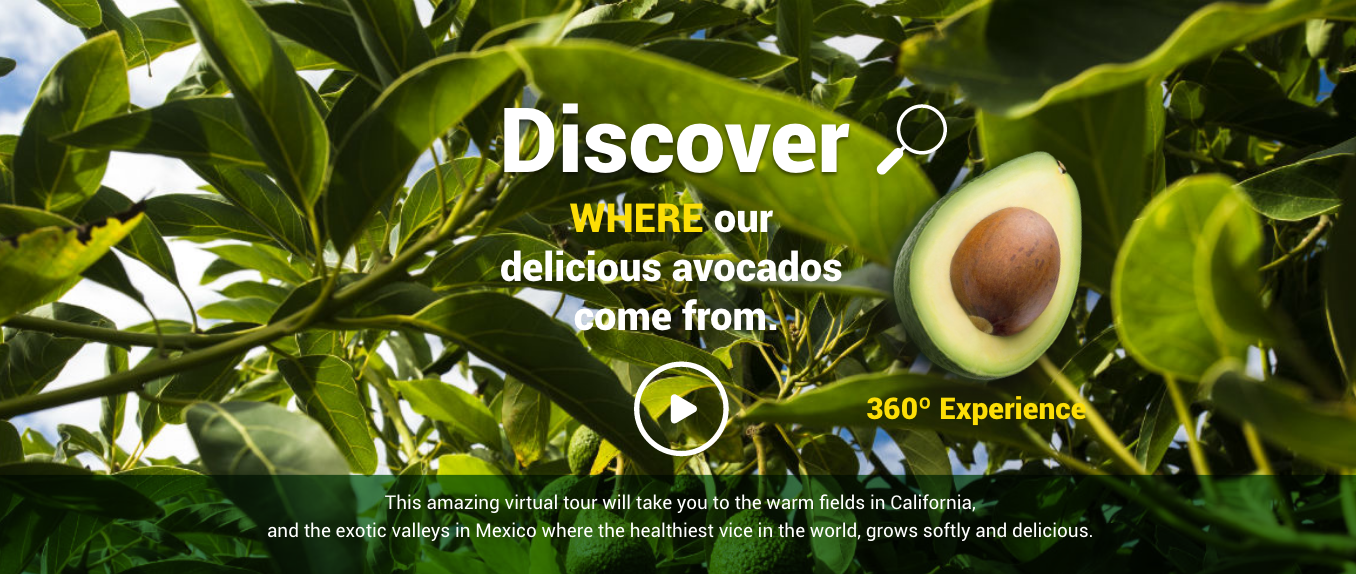 Discover
WHERE our
delicious avocados
come from.
360º Experience
This amazing virtual tour will take you to the warm fields in California,
and the exotic valleys in Mexico where the healthiest vice in the world, grows softly and delicious.